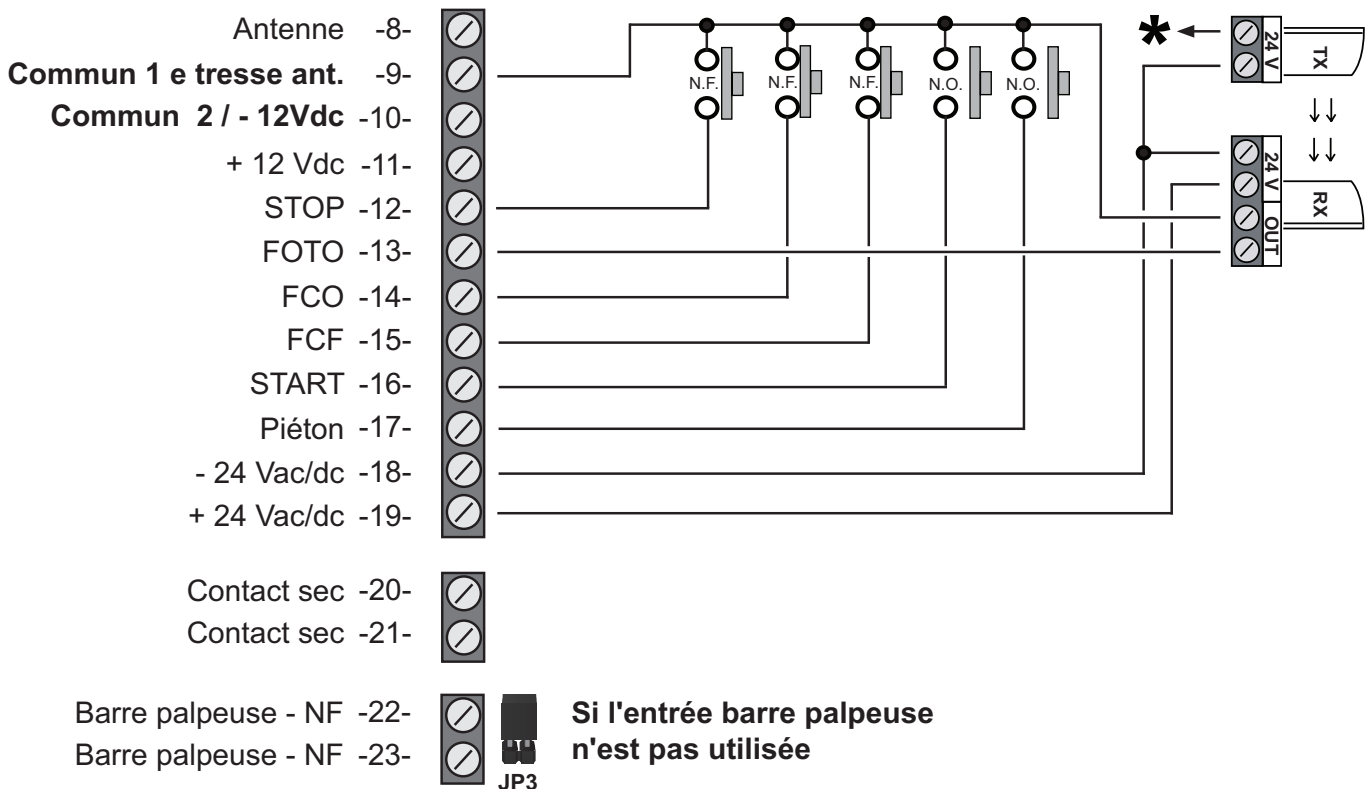 Antenne -8-
Commun 1 e tresse ant. -9-
Commun 2 / - 12Vdc -10-
+ 12 Vdc -11-
STOP -12-
FOTO -13-
FCO -14-
FCF -15-
START -16-
Piéton -17-
- 24 Vac/dc -18-
+ 24 Vac/dc -19-
Contact sec -20-
Contact sec -21-
Barre palpeuse - NF -22-
Barre palpeuse - NF -23-
N.F. N.F. N.F. N.O. N.O.
*
24 V TX
24 V OUT RX
Si l'entrée barre palpeuse
n'est pas utilisée
JP3